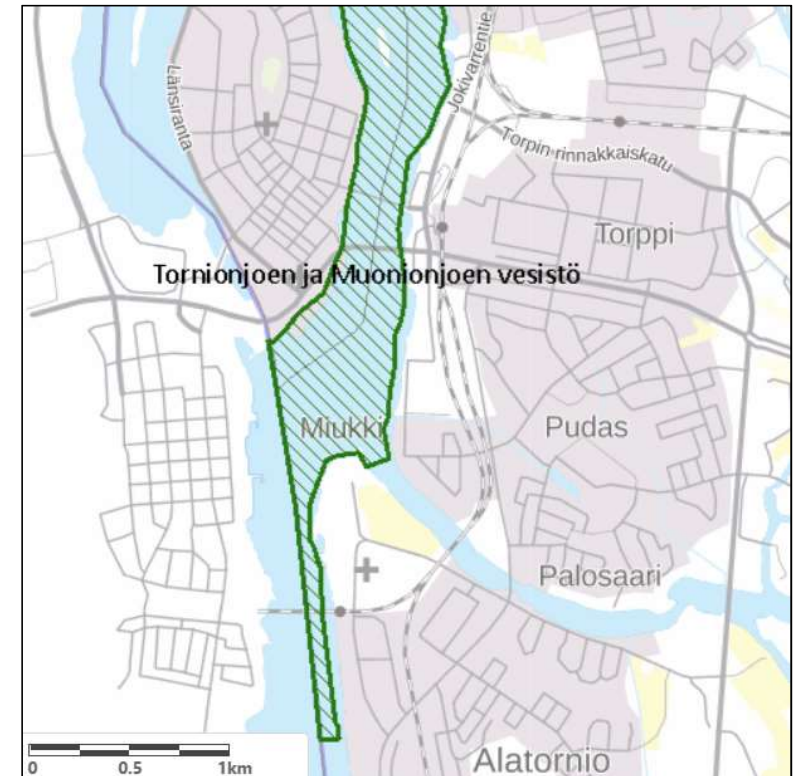 Länsiranta
Jokivarrentie
Torpin rinnakkaiskatu
Torppi
Tornionjoen ja Muonionjoen vesistö
Miukki
Pudas
Palosaari
Alatornio
0 0.5 1km